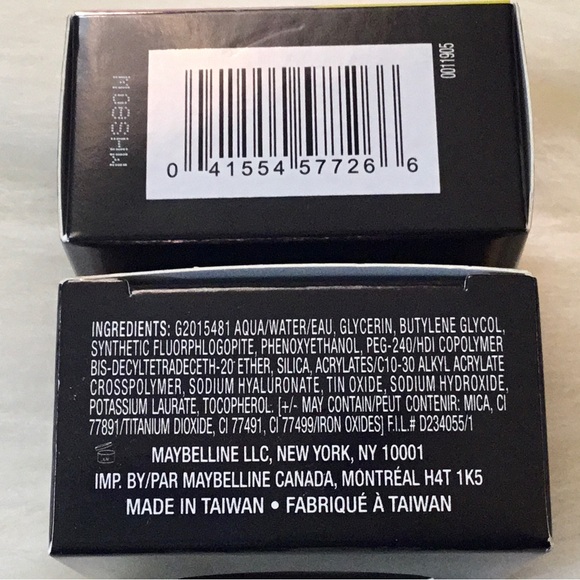 0011905
0 41554 57726 6
INGREDIENTS: G2015481 AQUA/WATER/EAU, GLYCERIN, BUTYLENE GLYCOL,
SYNTHETIC FLUORPHLOGOPITE, PHENOXYETHANOL, PEG-240/HDI COPOLYMER
BIS-DECYLTETRADECETH-20 ETHER, SILICA, ACRYLATES/C10-30 ALKYL ACRYLATE
CROSSPOLYMER, SODIUM HYALURONATE, TIN OXIDE, SODIUM HYDROXIDE,
POTASSIUM LAURATE, TOCOPHEROL. [+/- MAY CONTAIN/PEUT CONTENIR: MICA, CI
77891/TITANIUM DIOXIDE, CI 77491, CI 77499/IRON OXIDES] F.I.L.# D234055/1
MAYBELLINE LLC, NEW YORK, NY 10001
IMP. BY/PAR MAYBELLINE CANADA, MONTRÉAL H4T 1K5
MADE IN TAIWAN • FABRIQUÉ À TAIWAN